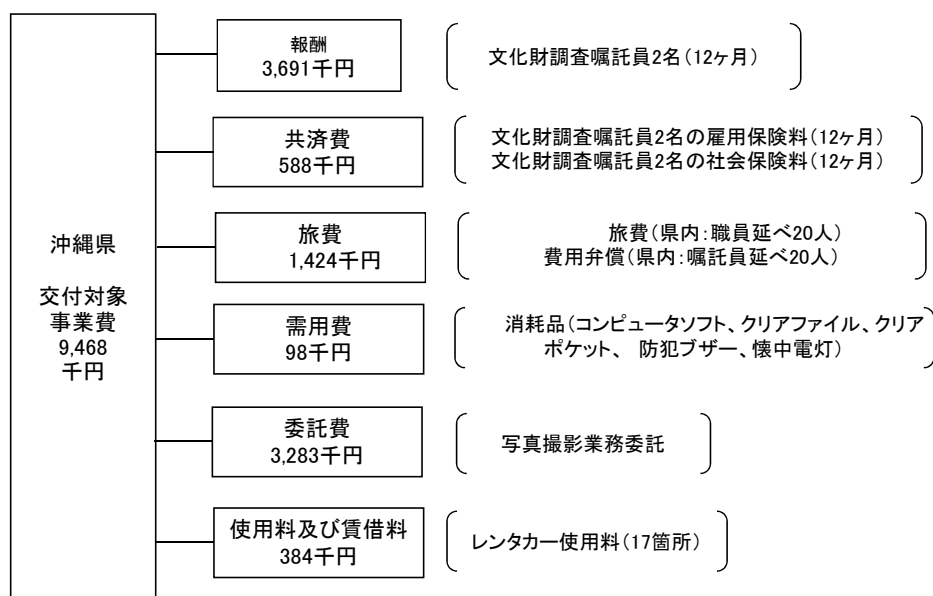 沖縄県
交付対象
事業費
9,468
千円
報酬
3,691千円
文化財調査嘱託員2名(12ヶ月)
共済費
588千円
文化財調査嘱託員2名の雇用保険料(12ヶ月)
文化財調査嘱託員2名の社会保険料(12ヶ月)
旅費
1,424千円
旅費(県内:職員延べ20人)
費用弁償(県内:嘱託員延べ20人)
需用費
98千円
消耗品(コンピュータソフト、クリアファイル、クリア
ポケット、 防犯ブザー、懐中電灯)
委託費
3,283千円
写真撮影業務委託
使用料及び賃借料
384千円
レンタカー使用料(17箇所)